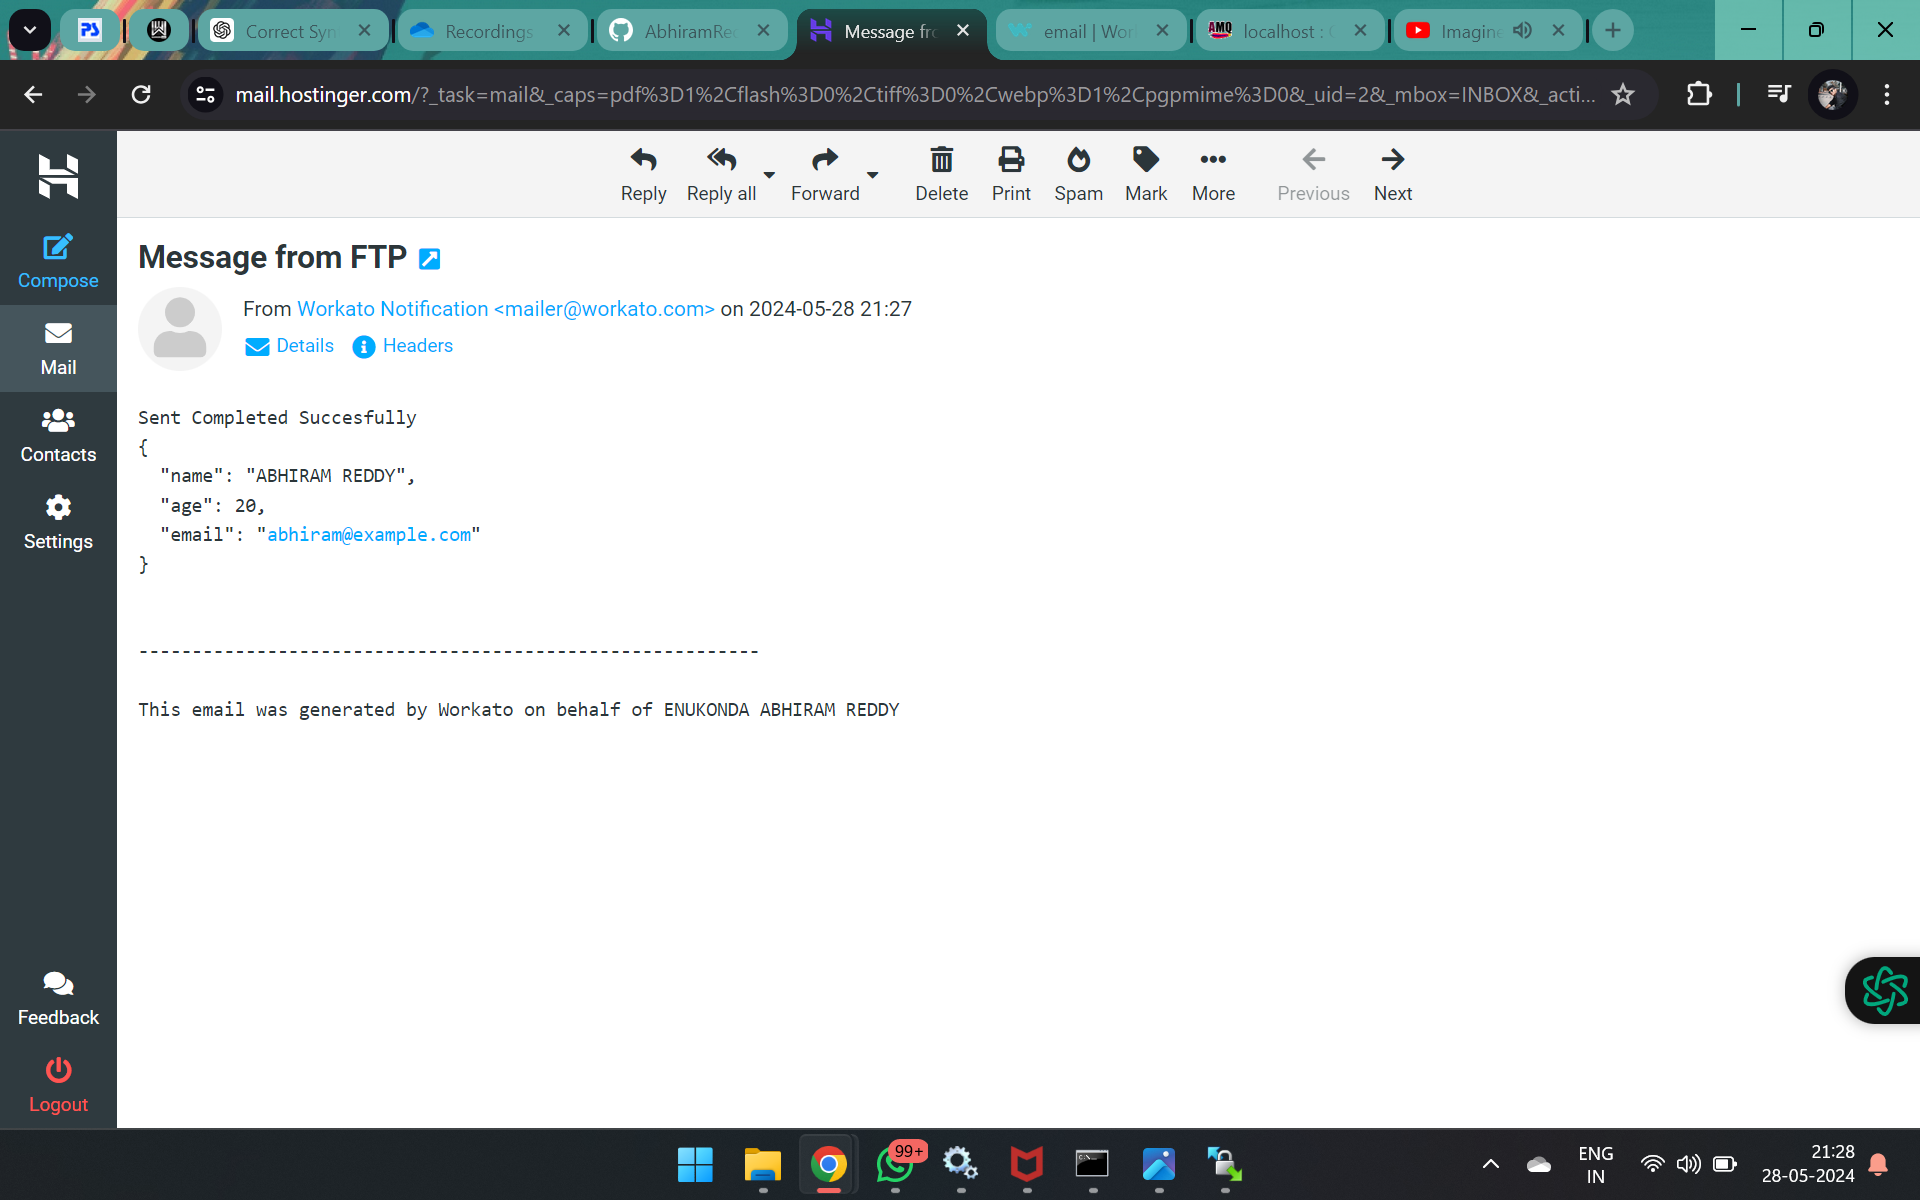 PS
Correct Syn
Recordings
AbhiramRe
Message fro
email | Wor
AMQ
localhost :
Imagine
mail.hostinger.com/?_task=mail&_caps=pdf%3D1%2Cflash%3D0%2Ctiff%3D0%2Cwebp%3D1%2Cpgpmime%3D0&_uid=2&_mbox=INBOX&_acti...
Reply
Reply all
Forward
Delete
Print
Spam
Mark
More
Previous
Next
Compose
Mail
Contacts
Settings
Feedback
Logout
Message from FTP
From Workato Notification <mailer@workato.com> on 2024-05-28 21:27
Details Headers
Sent Completed Succesfully
{
"name": "ABHIRAM REDDY",
"age": 20,
"email": "abhiram@example.com"
}
----------------------------------------------------------
This email was generated by Workato on behalf of ENUKONDA ABHIRAM REDDY
99+
ENG
IN
21:28
28-05-2024